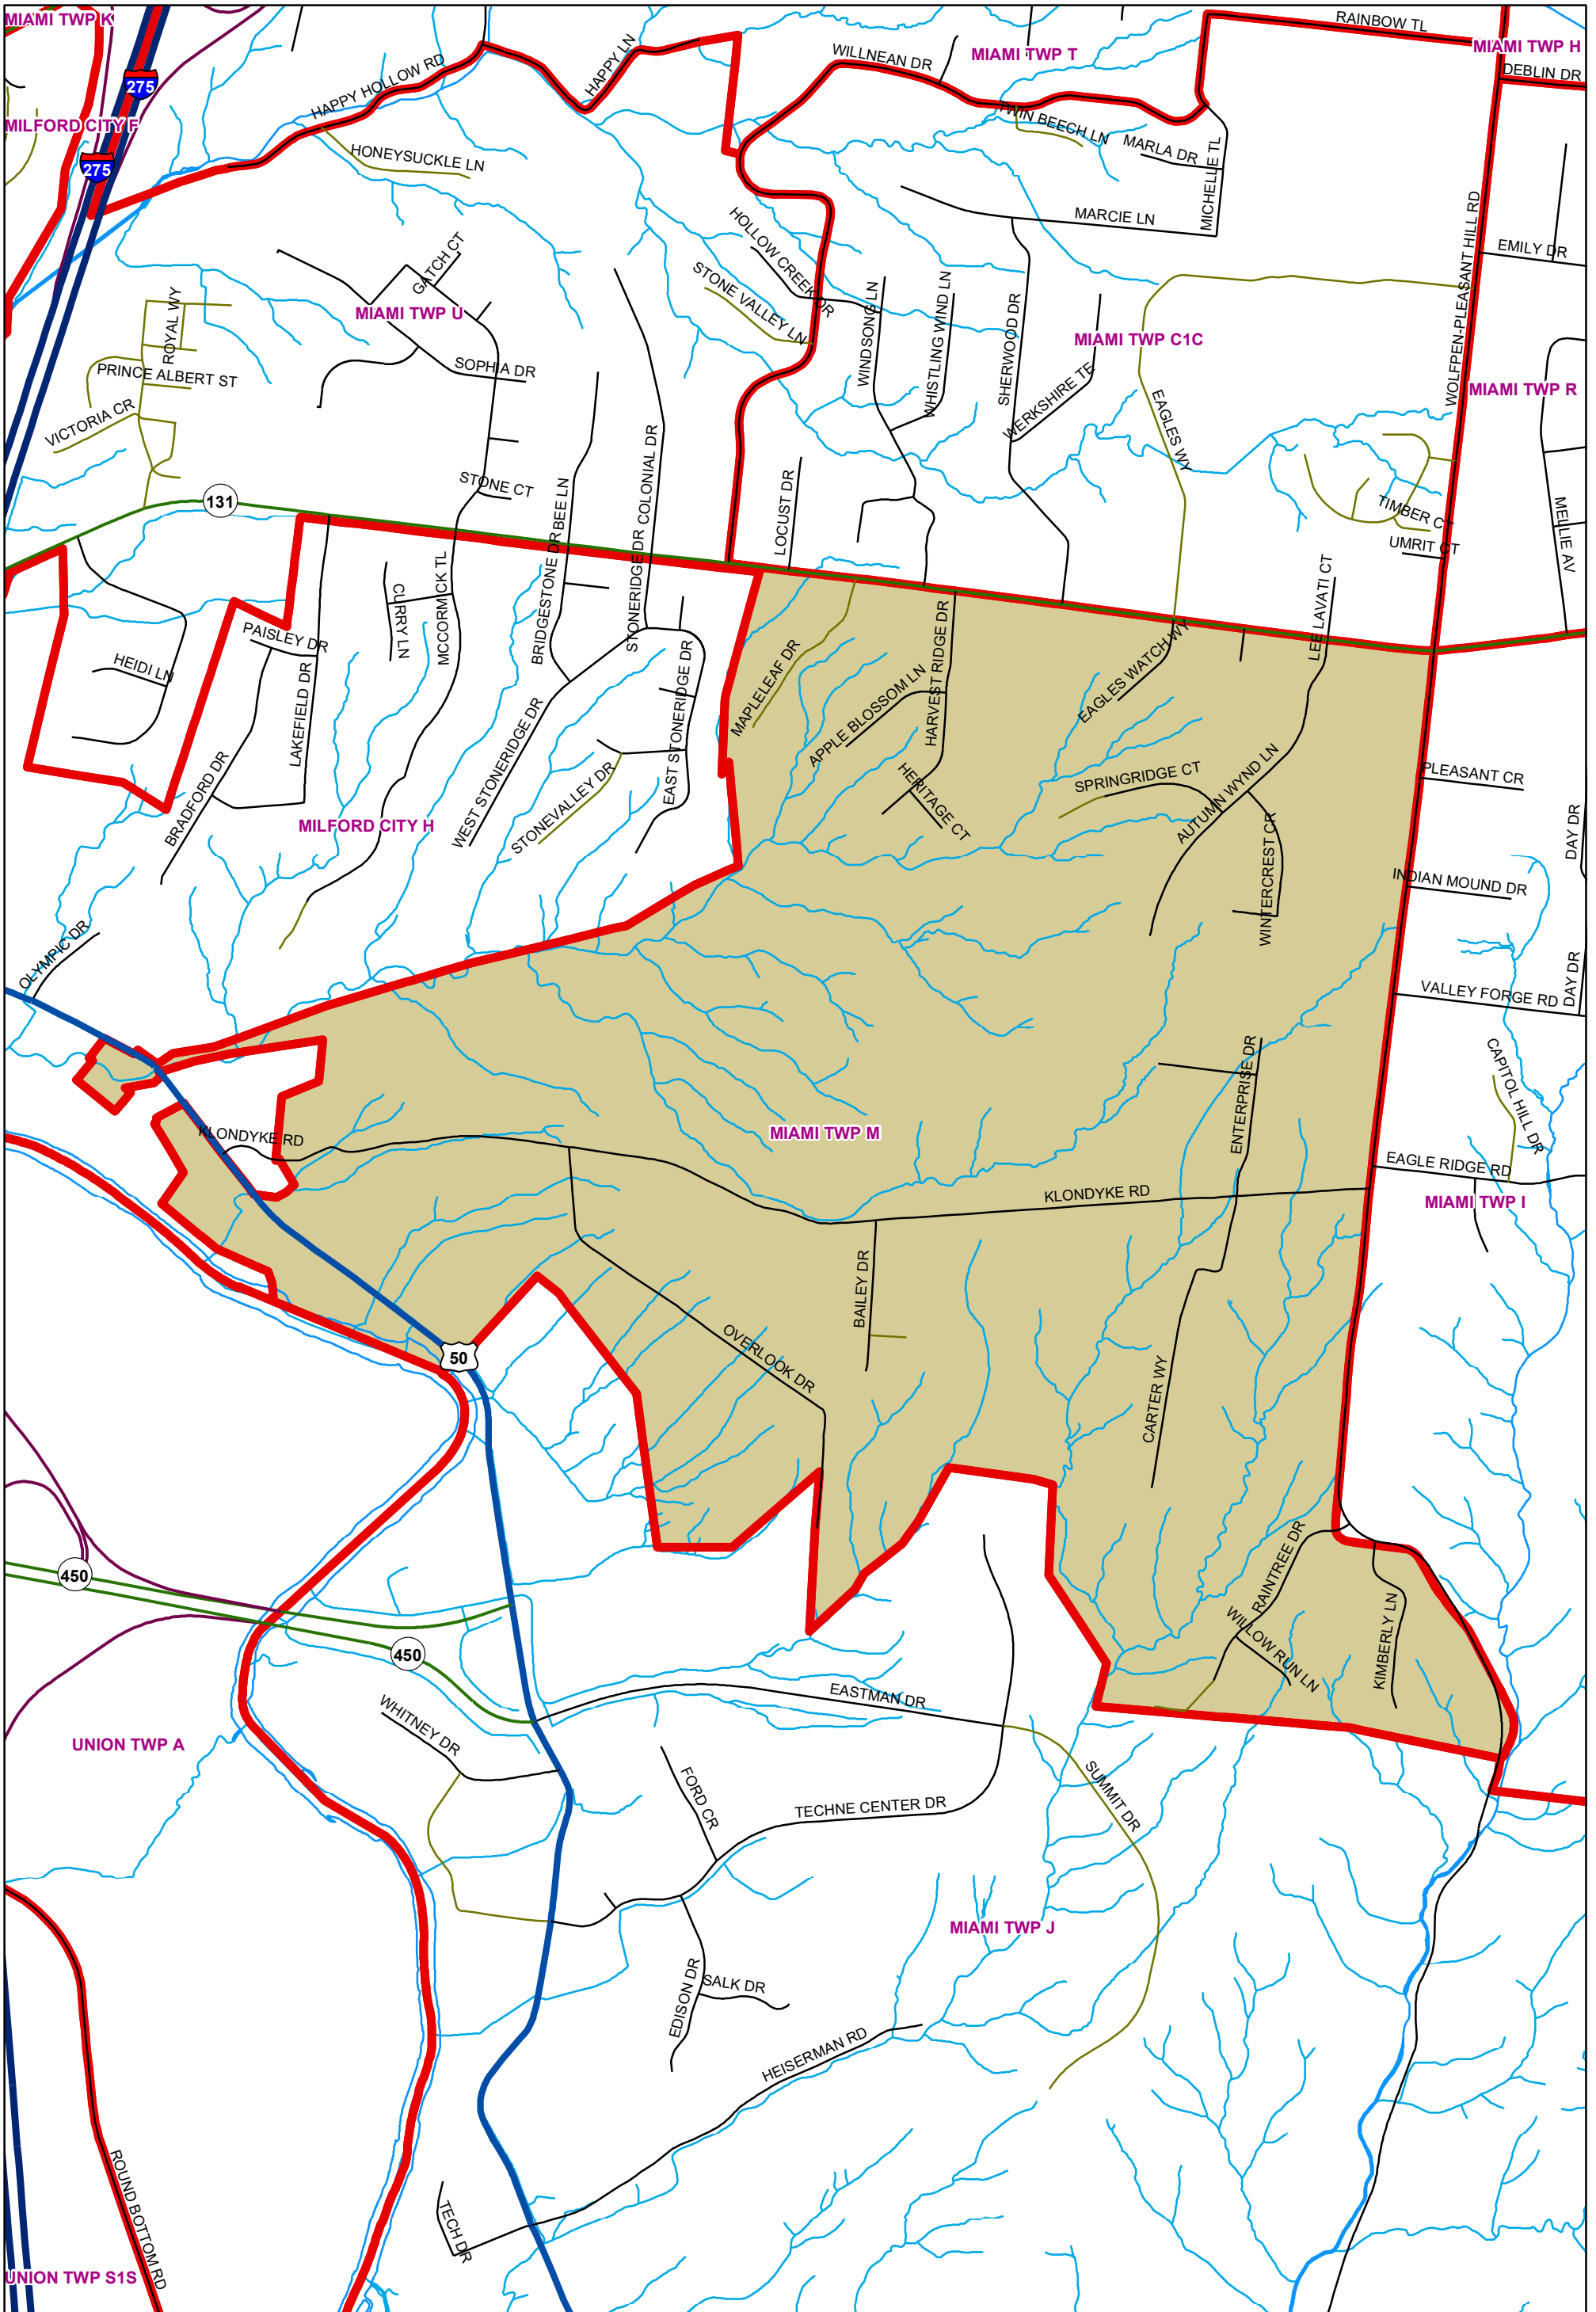 MIAMI TWP K
RAINBOW TL
MIAMI TWP H
WILLNEAN DR
MIAMI TWP T
HAPPY LN
DEBLIN DR
275
HAPPY HOLLOW RD
MILFORD CITY F
TWIN BEECH LN
MARLA DR
275
HONEYSUCKLE LN
MICHELLE TL
MARCIE LN
HOLLOW CREEK DR
WOLFPEN-PLEASANT HILL RD
EMILY DR
GATCH CT
STONE VALLEY LN
MIAMI TWP U
ROYAL WY
WINDSONG LN
WHISTLING WIND LN
SHERWOOD DR
MIAMI TWP C1C
SOPHIA DR
PRINCE ALBERT ST
MIAMI TWP R
WERKSHIRE TE
VICTORIA CR
EAGLES WY
STONE CT
131
BEE LN
COLONIAL DR
LOCUST DR
TIMBER CT
MELLIE AV
UMRIT CT
BRIDGESTONE DR
STONERIDGE DR
LEE LAVATI CT
CURRY LN
MCCORMICK TL
PAISLEY DR
HARVEST RIDGE DR
EAGLES WATCH WY
HEIDI LN
MAPLELEAF DR
APPLE BLOSSOM LN
LAKEFIELD DR
EAST STONERIDGE DR
WEST STONERIDGE DR
PLEASANT CR
SPRINGRIDGE CT
AUTUMN WYND LN
HERITAGE CT
BRADFORD DR
STONEVALLEY DR
MILFORD CITY H
DAY DR
WINTERCREST CR
INDIAN MOUND DR
OLYMPIC DR
VALLEY FORGE RD
DAY DR
ENTERPRISE DR
CAPITOL HILL DR
KLONDYKE RD
MIAMI TWP M
EAGLE RIDGE RD
KLONDYKE RD
MIAMI TWP I
BAILEY DR
50
OVERLOOK DR
CARTER WY
450
RAINTREE DR
WILLOW RUN LN
KIMBERLY LN
450
EASTMAN DR
WHITNEY DR
UNION TWP A
SUMMIT DR
FORD CR
TECHNE CENTER DR
MIAMI TWP J
EDISON DR
SALK DR
HEISERMAN RD
ROUND BOTTOM RD
TECH DR
UNION TWP S1S